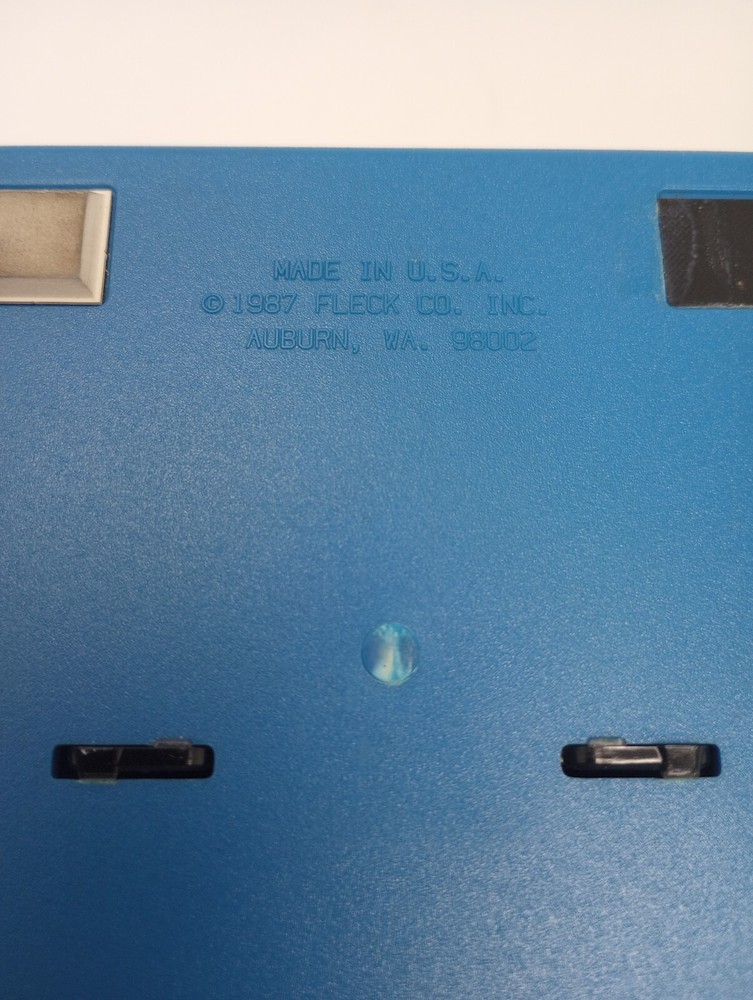 MADE IN U.S.A.
© 1987 FLECK CO. INC.
AUBURN, WA. 98002